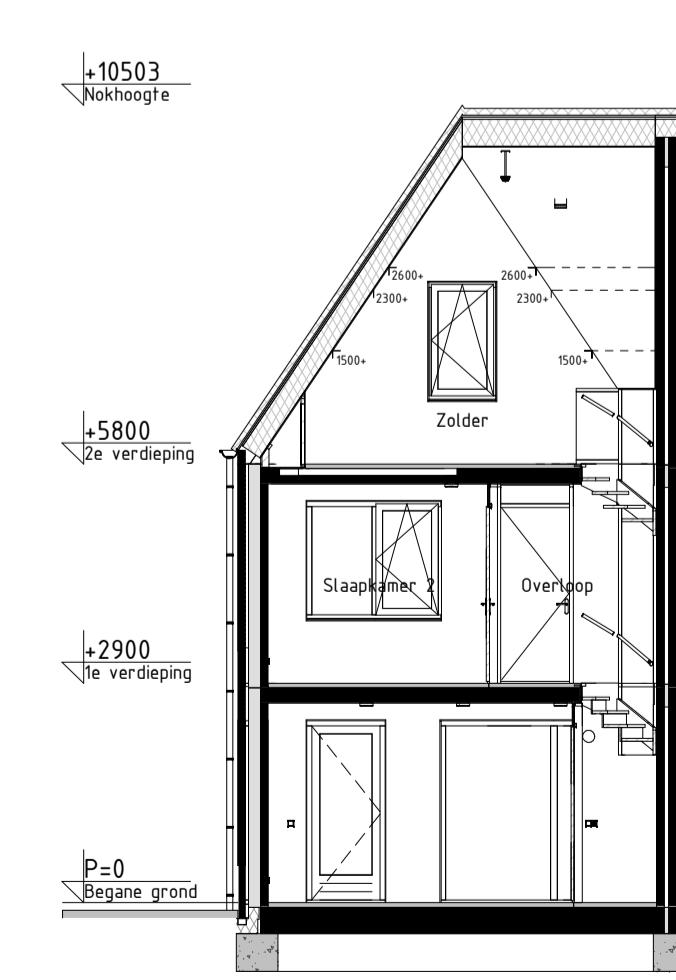 +10503
Nokhoogte
2600+ 2600+
2300+ 2300+
1500+ 1500+
Zolder
+5800
2e verdieping
Slaapkamer 2 Overloop
+2900
1e verdieping
P=0
Begane grond